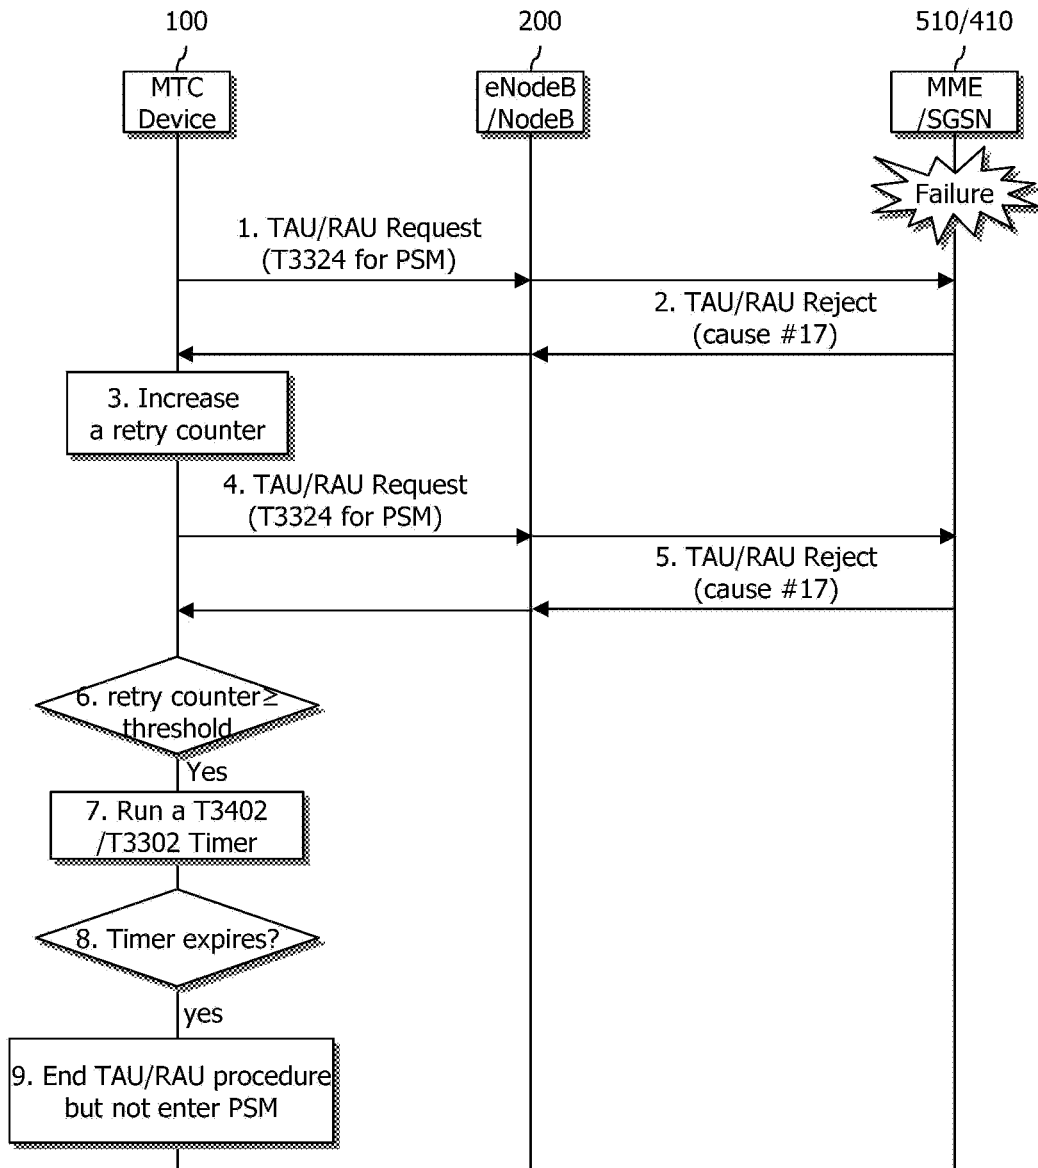 100
200
510/410
MTC
Device
eNodeB
/NodeB
MME
/SGSN
Failure
1. TAU/RAU Request
(T3324 for PSM)
2. TAU/RAU Reject
(cause #17)
3. Increase
a retry counter
4. TAU/RAU Request
(T3324 for PSM)
5. TAU/RAU Reject
(cause #17)
6. retry counter≥
threshold
Yes
7. Run a T3402
/T3302 Timer
8. Timer expires?
yes
9. End TAU/RAU procedure
but not enter PSM